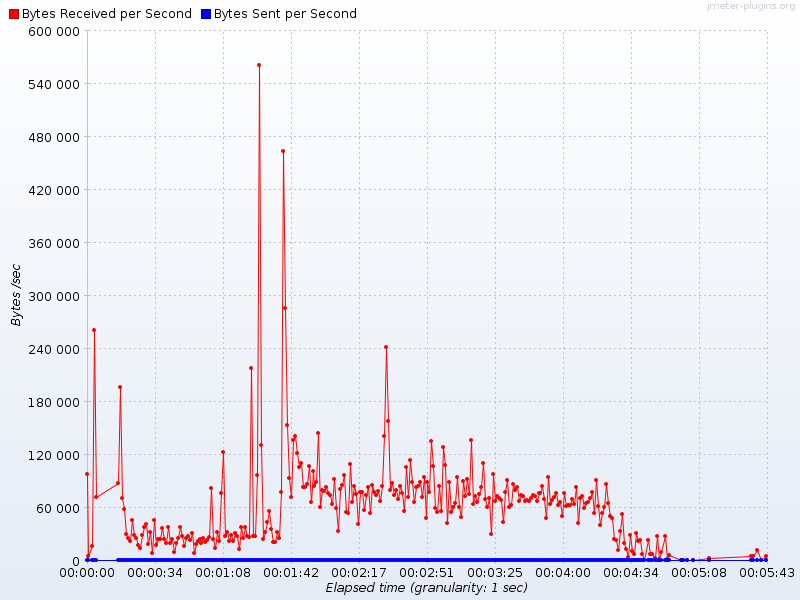 jmeter-plugins.org
Bytes Received per Second Bytes Sent per Second
600 000
540 000
480 000
420 000
360 000
300 000
240 000
180 000
120 000
60 000
0
Bytes /sec
00:00:00 00:00:34 00:01:08 00:01:42 00:02:17 00:02:51 00:03:25 00:04:00 00:04:34 00:05:08 00:05:43
Elapsed time (granularity: 1 sec)